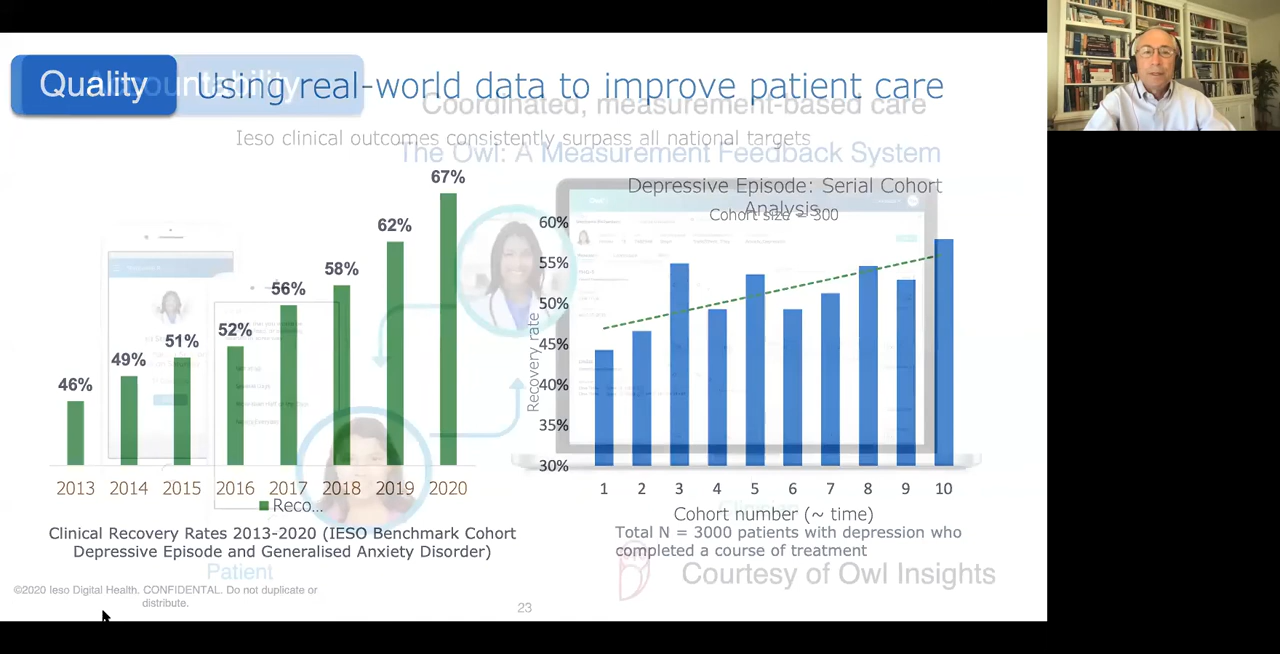 Quality
Accountability
Using real-world data to improve patient care
Coordinated, measurement-based care
Ieso clinical outcomes consistently surpass all national targets
The Owl: A Measurement Feedback System
67%
62%
58%
56%
52%
51%
49%
46%
2013 2014 2015 2016 2017 2018 2019 2020
Reco...
Clinical Recovery Rates 2013-2020 (IESO Benchmark Cohort
Depressive Episode and Generalised Anxiety Disorder)
Patient
Depressive Episode: Serial Cohort
Analysis
Cohort size = 300
60%
55%
50%
45%
40%
35%
30%
Recovery rate
1 2 3 4 5 6 7 8 9 10
Cohort number (~ time)
Total N = 3000 patients with depression who
completed a course of treatment
Courtesy of Owl Insights
©2020 Ieso Digital Health. CONFIDENTIAL. Do not duplicate or
distribute.
23